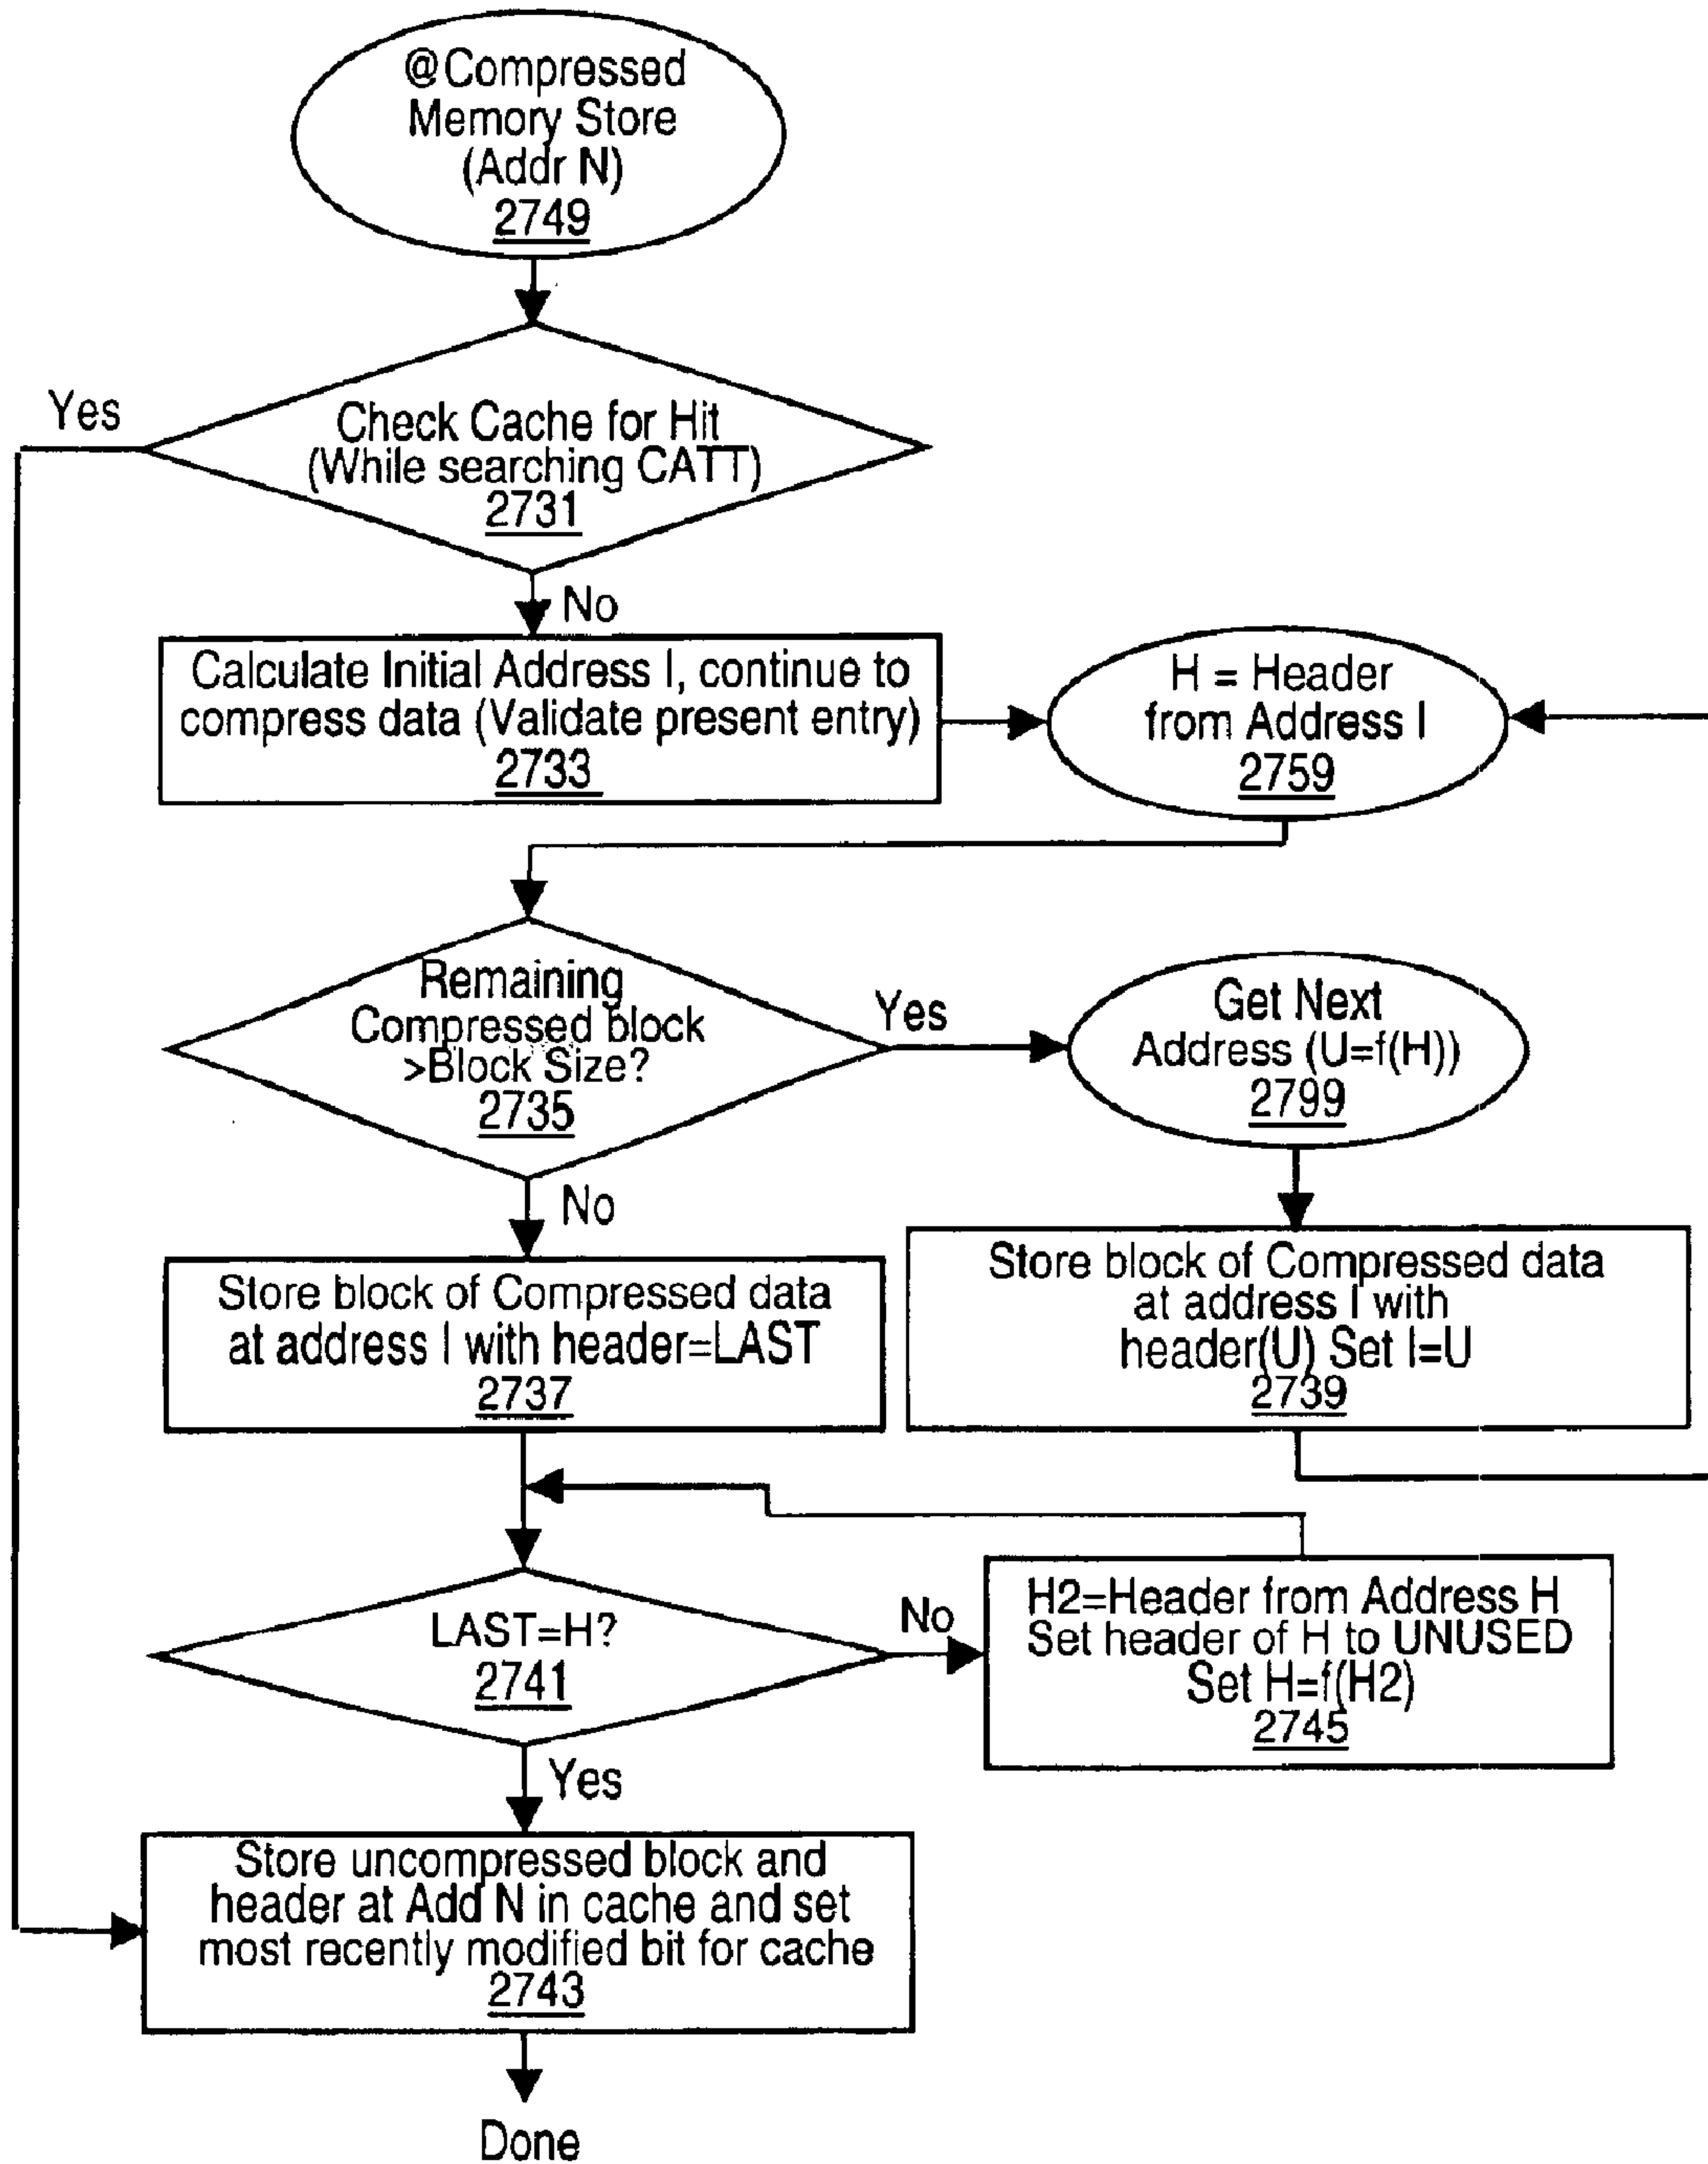 @Compressed
Memory Store
(Addr N)
2749
Yes
Check Cache for Hit
(While searching CATT)
2731
No
Calculate Initial Address I, continue to
compress data (Validate present entry)
2733
H = Header
from Address I
2759
Remaining
Compressed block
>Block Size?
2735
Yes
Get Next
Address (U=f(H))
2799
No
Store block of Compressed data
at address I with header=LAST
2737
Store block of Compressed data
at address I with
header(U) Set I=U
2739
LAST=H?
2741
No
H2=Header from Address H
Set header of H to UNUSED
Set H=f(H2)
2745
Yes
Store uncompressed block and
header at Add N in cache and set
most recently modified bit for cache
2743
Done